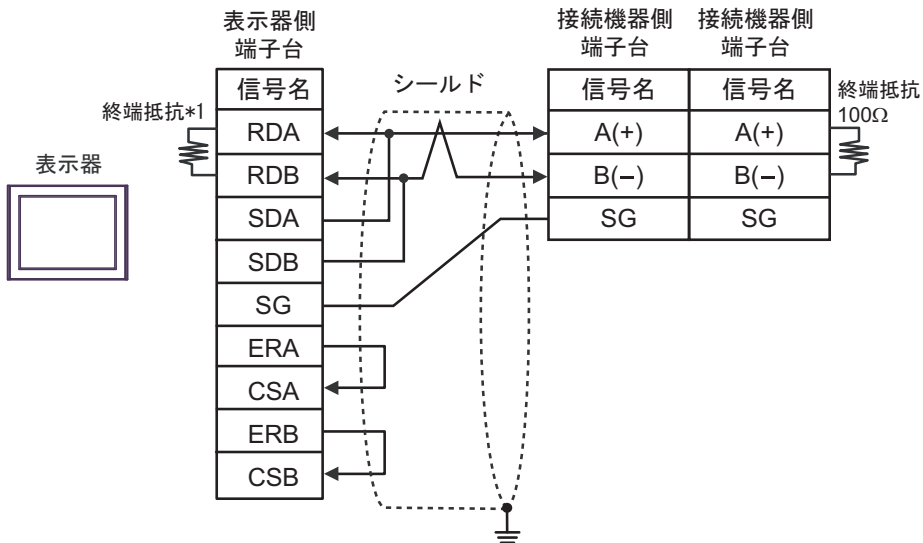 表示器側
端子台
接続機器側
端子台
接続機器側
端子台
信号名
シールド
信号名
信号名
終端抵抗
100Ω
終端抵抗*1
RDA
A(+)
A(+)
表示器
RDB
B(−)
B(−)
SDA
SG
SG
SDB
SG
ERA
CSA
ERB
CSB